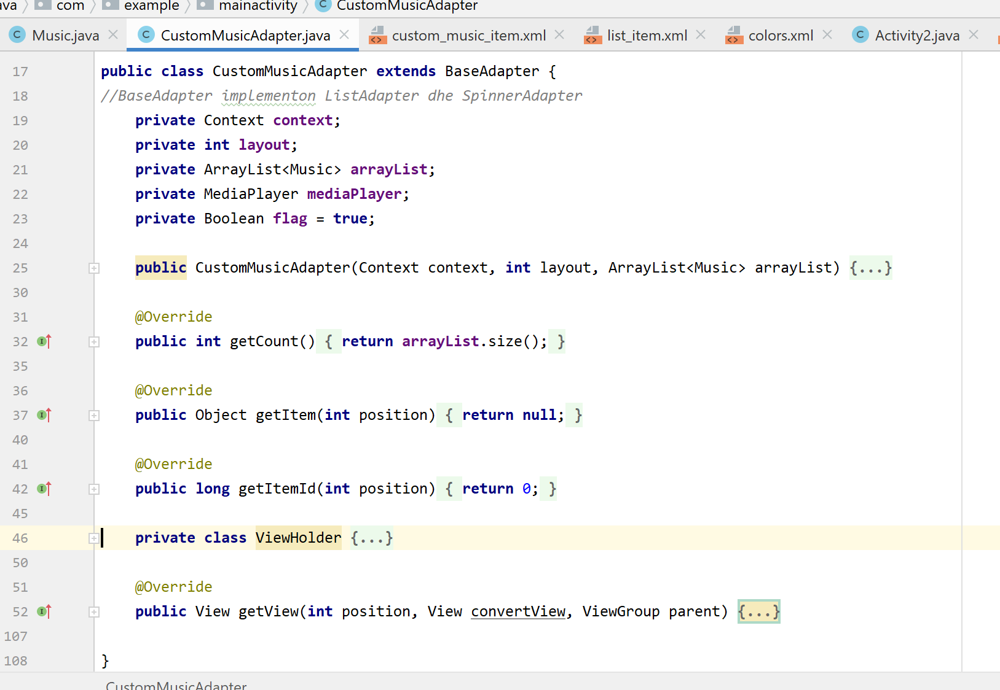 ava com example mainactivity CustomMusicAdapter
Music.java CustomMusicAdapter.java custom_music_item.xml list_item.xml colors.xml Activity2.java
17 public class CustomMusicAdapter extends BaseAdapter {
18 //BaseAdapter implementon ListAdapter dhe SpinnerAdapter
19 private Context context;
20 private int layout;
21 private ArrayList<Music> arrayList;
22 private MediaPlayer mediaPlayer;
23 private Boolean flag = true;
24
25 public CustomMusicAdapter(Context context, int layout, ArrayList<Music> arrayList) {...}
30
31 @Override
32 public int getCount() { return arrayList.size(); }
35
36 @Override
37 public Object getItem(int position) { return null; }
40
41 @Override
42 public long getItemId(int position) { return 0; }
45
46 private class ViewHolder {...}
50
51 @Override
52 public View getView(int position, View convertView, ViewGroup parent) {...}
107
108 }
CustomMusicAdapter